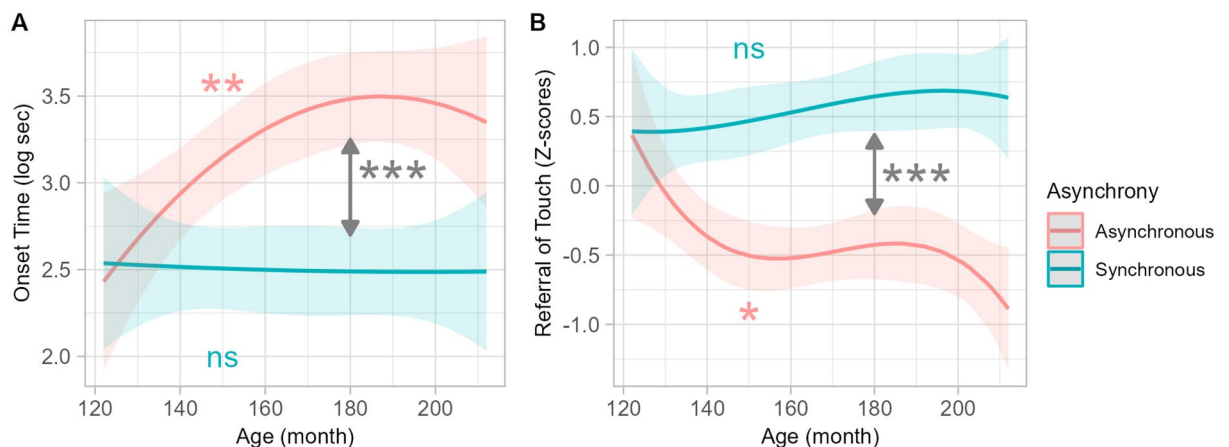 A
Onset Time (log sec)
3.5
3.0
2.5
2.0
**
***
ns
120 140 160 180 200
Age (month)
B
Referral of Touch (Z-scores)
1.0
0.5
0.0
-0.5
-1.0
ns
***
*
120 140 160 180 200
Age (month)
Asynchrony
Asynchronous
Synchronous